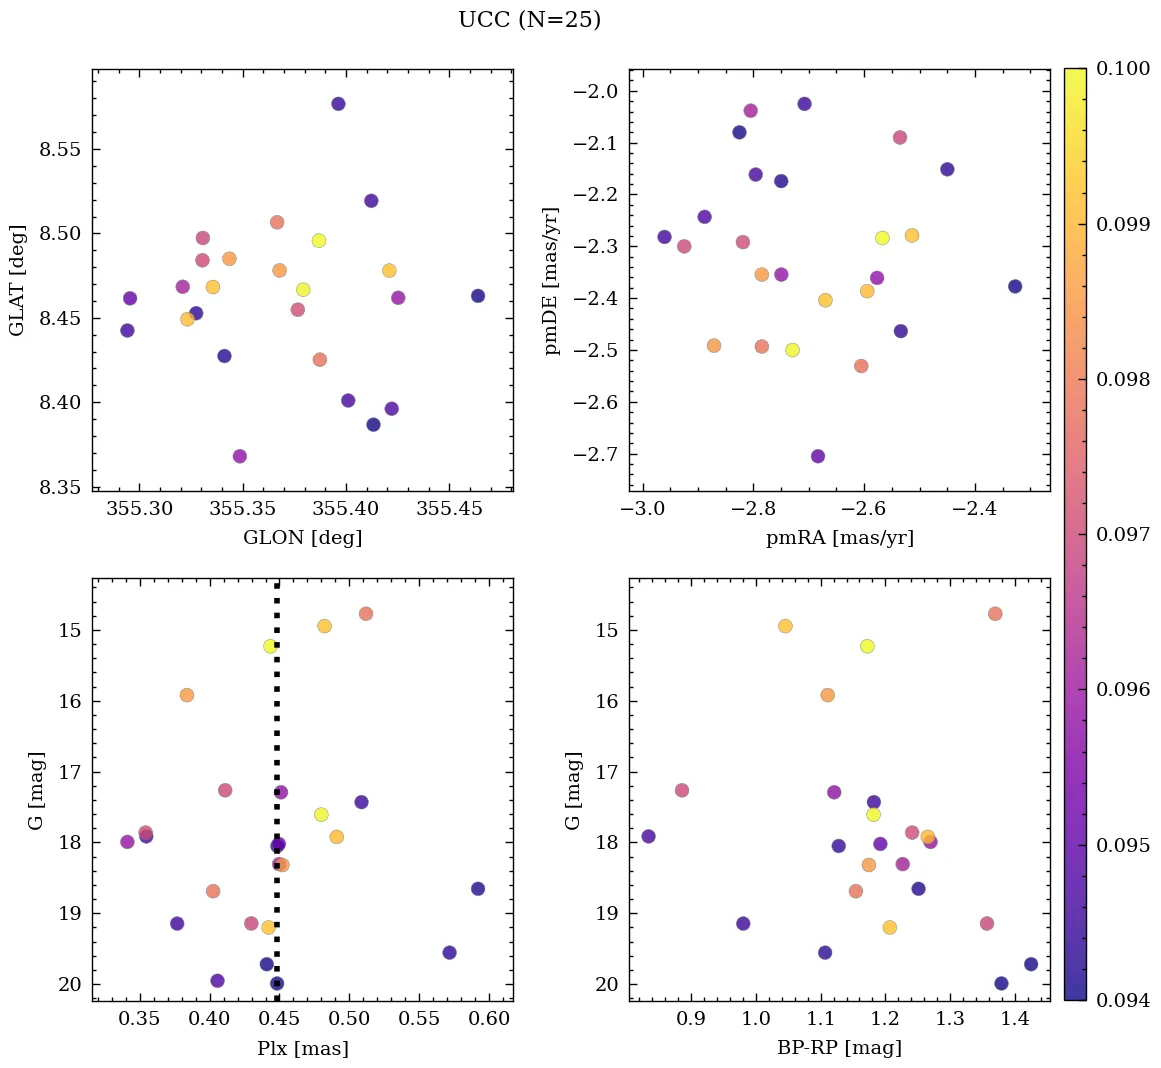 UCC (N=25)
8.55
8.50
8.45
8.40
8.35
GLAT [deg]
355.30 355.35 355.40 355.45
GLON [deg]
−2.0
−2.1
−2.2
−2.3
−2.4
−2.5
−2.6
−2.7
pmDE [mas/yr]
−3.0 −2.8 −2.6 −2.4
pmRA [mas/yr]
0.100
0.099
0.098
0.097
0.096
0.095
0.094
15
16
17
18
19
20
G [mag]
0.35 0.40 0.45 0.50 0.55 0.60
Plx [mas]
15
16
17
18
19
20
G [mag]
0.9 1.0 1.1 1.2 1.3 1.4
BP-RP [mag]